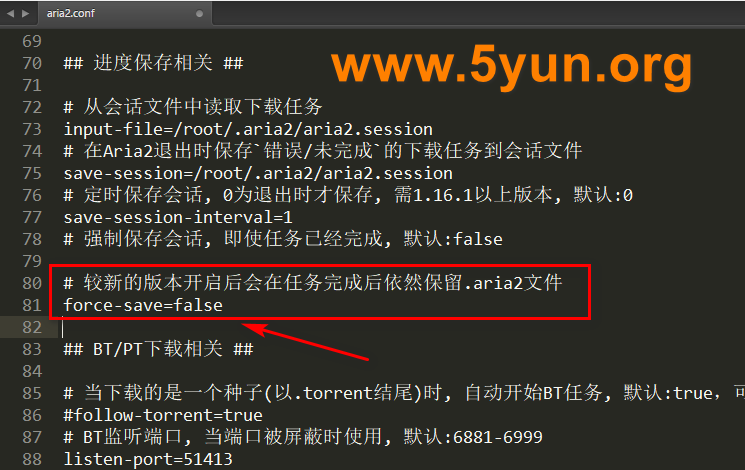 aria2.conf
www.5yun.org
69
70 ## 进度保存相关 ##
71
72 # 从会话文件中读取下载任务
73 input-file=/root/.aria2/aria2.session
74 # 在Aria2退出时保存`错误/未完成`的下载任务到会话文件
75 save-session=/root/.aria2/aria2.session
76 # 定时保存会话, 0为退出时才保存, 需1.16.1以上版本, 默认:0
77 save-session-interval=1
78 # 强制保存会话, 即使任务已经完成, 默认:false
79
80 # 较新的版本开启后会在任务完成后依然保留.aria2文件
81 force-save=false
82
83 ## BT/PT下载相关 ##
84
85 # 当下载的是一个种子(以.torrent结尾)时, 自动开始BT任务, 默认:true，可
86 #follow-torrent=true
87 # BT监听端口, 当端口被屏蔽时使用, 默认:6881-6999
88 listen-port=51413